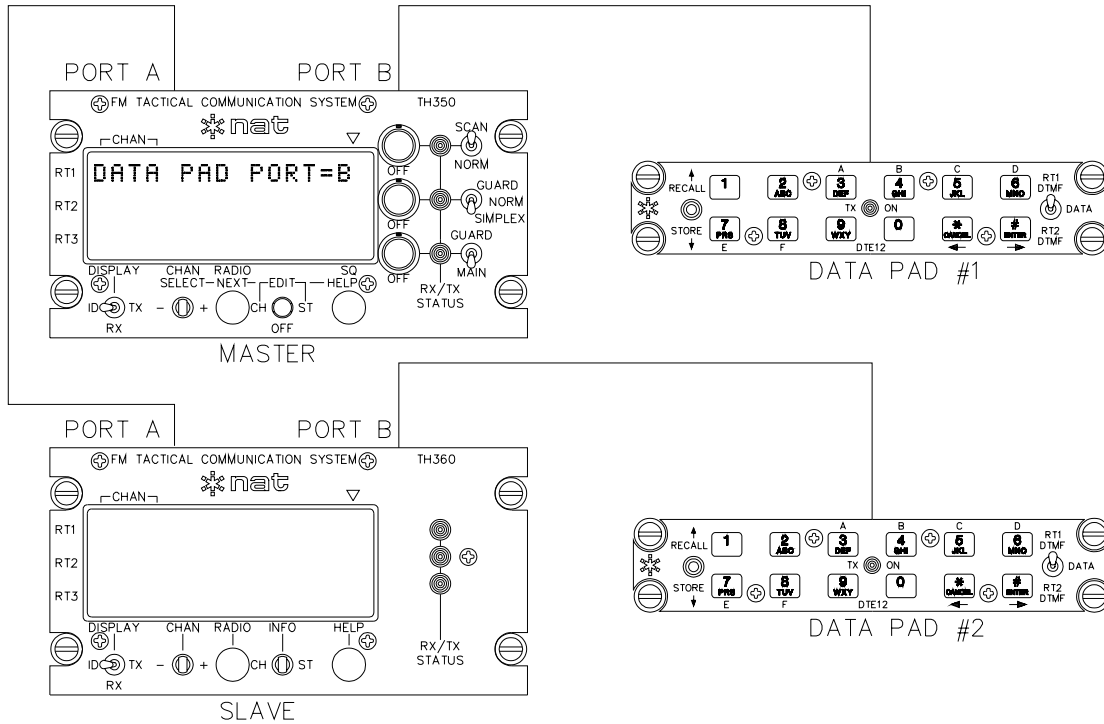 PORT A PORT B
FM TACTICAL COMMUNICATION SYSTEM TH350
nat
CHAN
SCAN
NORM
OFF
RT1 DATA PAD PORT=B
GUARD
NORM
SIMPLEX
OFF
RT2
GUARD
MAIN
OFF
RT3
DISPLAY CHAN RADIO SQ
SELECT NEXT EDIT HELP
RX/TX
STATUS
ID TX - + CH ST
RX OFF
MASTER
A B C D
RECALL 1 2 ABC 3 DEF 4 GHI 5 JKL 6 MNO RT1
DTMF
TX ON DATA
STORE 7 PRS 8 TUV 9 WXY 0 * CANCEL # ENTER RT2
DTMF
E F DTE12
DATA PAD #1
PORT A PORT B
FM TACTICAL COMMUNICATION SYSTEM TH360
nat
CHAN
RT1
RT2
RT3
DISPLAY CHAN RADIO INFO HELP
RX/TX
STATUS
ID TX - + CH ST
RX
SLAVE
A B C D
RECALL 1 2 ABC 3 DEF 4 GHI 5 JKL 6 MNO RT1
DTMF
TX ON DATA
STORE 7 PRS 8 TUV 9 WXY 0 * CANCEL # ENTER RT2
DTMF
E F DTE12
DATA PAD #2